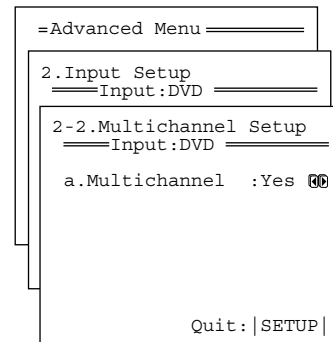 =Advanced Menu
2.Input Setup
Input:DVD
2-2.Multichannel Setup
Input:DVD
a.Multichannel :Yes
Quit:|SETUP|